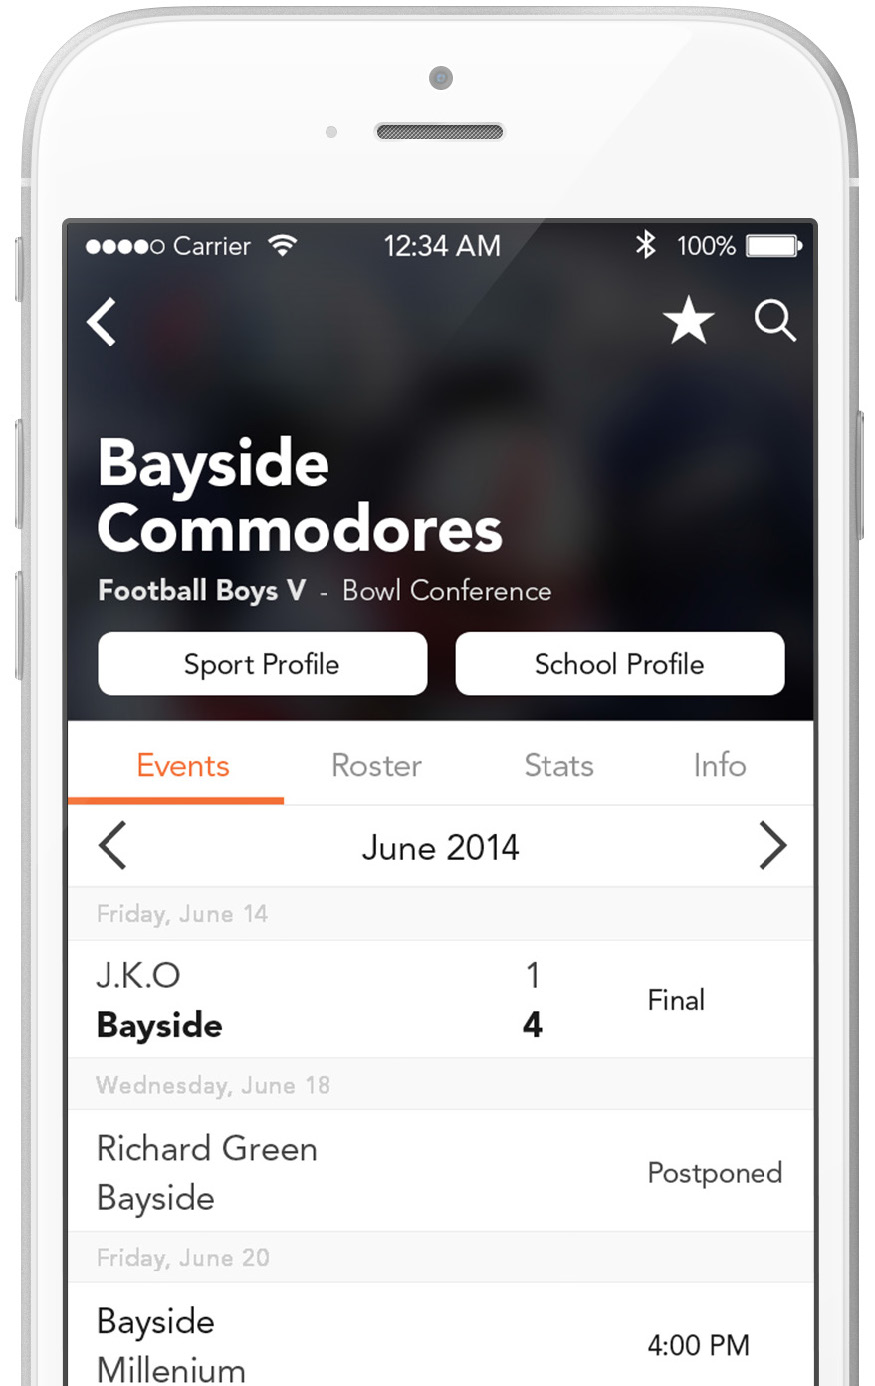 Carrier 12:34 AM 100%
Bayside
Commodores
Football Boys V - Bowl Conference
Sport Profile School Profile
Events Roster Stats Info
June 2014
Friday, June 14
J.K.O 1
Final
Bayside 4
Wednesday, June 18
Richard Green
Postponed
Bayside
Friday, June 20
Bayside
4:00 PM
Millenium